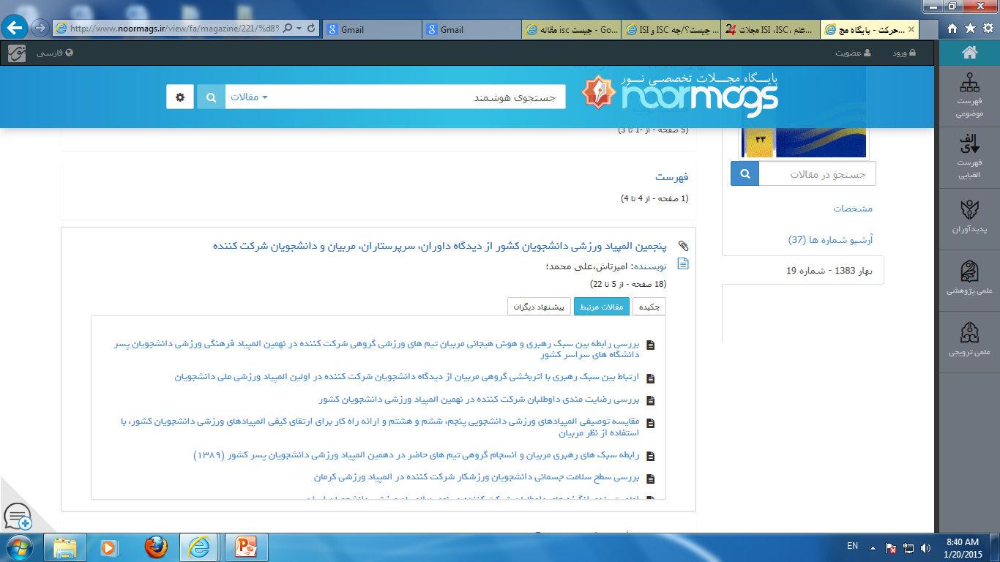 http://www.noormags.ir/view/fa/magazine/221/%d8%
Gmail
Gmail
مقاله isc چیست - Go...
ISI و ISC چیست؟/چه ...
مجلات ISI ،ISC، علم...
حرکت - پایگاه مج...
ورود
عضویت
فارسی
پایگاه مجلات تخصصی نور
noormags
جستجوی هوشمند
مقالات
(5 صفحه - از -1 تا 3)
فهرست
(1 صفحه - از 4 تا 4)
پنجمین المپیاد ورزشی دانشجویان کشور از دیدگاه داوران، سرپرستاران، مربیان و دانشجویان شرکت کننده
نویسنده: امیرتاش،علی محمد؛
(18 صفحه - از 5 تا 22)
چکیده
مقالات مرتبط
پیشنهاد دیگران
بررسی رابطه بین سبک رهبری و هوش هیجانی مربیان تیم های ورزشی گروهی شرکت کننده در نهمین المپیاد فرهنگی ورزشی دانشجویان پسر
دانشگاه های سراسر کشور
ارتباط بین سبک رهبری با اثربخشی گروهی مربیان از دیدگاه دانشجویان شرکت کننده در اولین المپیاد ورزشی ملی دانشجویان
بررسی رضایت مندی داوطلبان شرکت کننده در نهمین المپیاد ورزشی دانشجویان کشور
مقایسه توصیفی المپیادهای ورزشی دانشجویی پنجم، ششم و هشتم و ارائه راه کار برای ارتقای کیفی المپیادهای ورزشی دانشجویان کشور، با
استفاده از نظر مربیان
رابطه سبک های رهبری مربیان و انسجام گروهی تیم های حاضر در دهمین المپیاد ورزشی دانشجویان پسر کشور (۱۳۸۹)
بررسی سطح سلامت جسمانی دانشجویان ورزشکار شرکت کننده در المپیاد ورزشی کرمان
۳۳
جستجو در مقالات
مشخصات
آرشیو شماره ها (37)
بهار 1383 - شماره 19
فهرست
موضوعی
الف
ی
فهرست
الفبایی
پدیدآوران
علمی پژوهشی
علمی ترویجی
EN
8:40 AM
1/20/2015